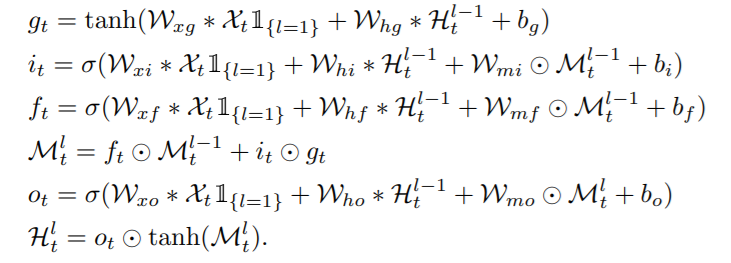 g_t = tanh(𝒲_{xg} ∗ 𝒳_t 𝟙_{{l=1}} + 𝒲_{hg} ∗ ℋ_t^{l−1} + b_g)
i_t = σ(𝒲_{xi} ∗ 𝒳_t 𝟙_{{l=1}} + 𝒲_{hi} ∗ ℋ_t^{l−1} + 𝒲_{mi} ⊙ ℳ_t^{l−1} + b_i)
f_t = σ(𝒲_{xf} ∗ 𝒳_t 𝟙_{{l=1}} + 𝒲_{hf} ∗ ℋ_t^{l−1} + 𝒲_{mf} ⊙ ℳ_t^{l−1} + b_f)
ℳ_t^l = f_t ⊙ ℳ_t^{l−1} + i_t ⊙ g_t
o_t = σ(𝒲_{xo} ∗ 𝒳_t 𝟙_{{l=1}} + 𝒲_{ho} ∗ ℋ_t^{l−1} + 𝒲_{mo} ⊙ ℳ_t^l + b_o)
ℋ_t^l = o_t ⊙ tanh(ℳ_t^l).